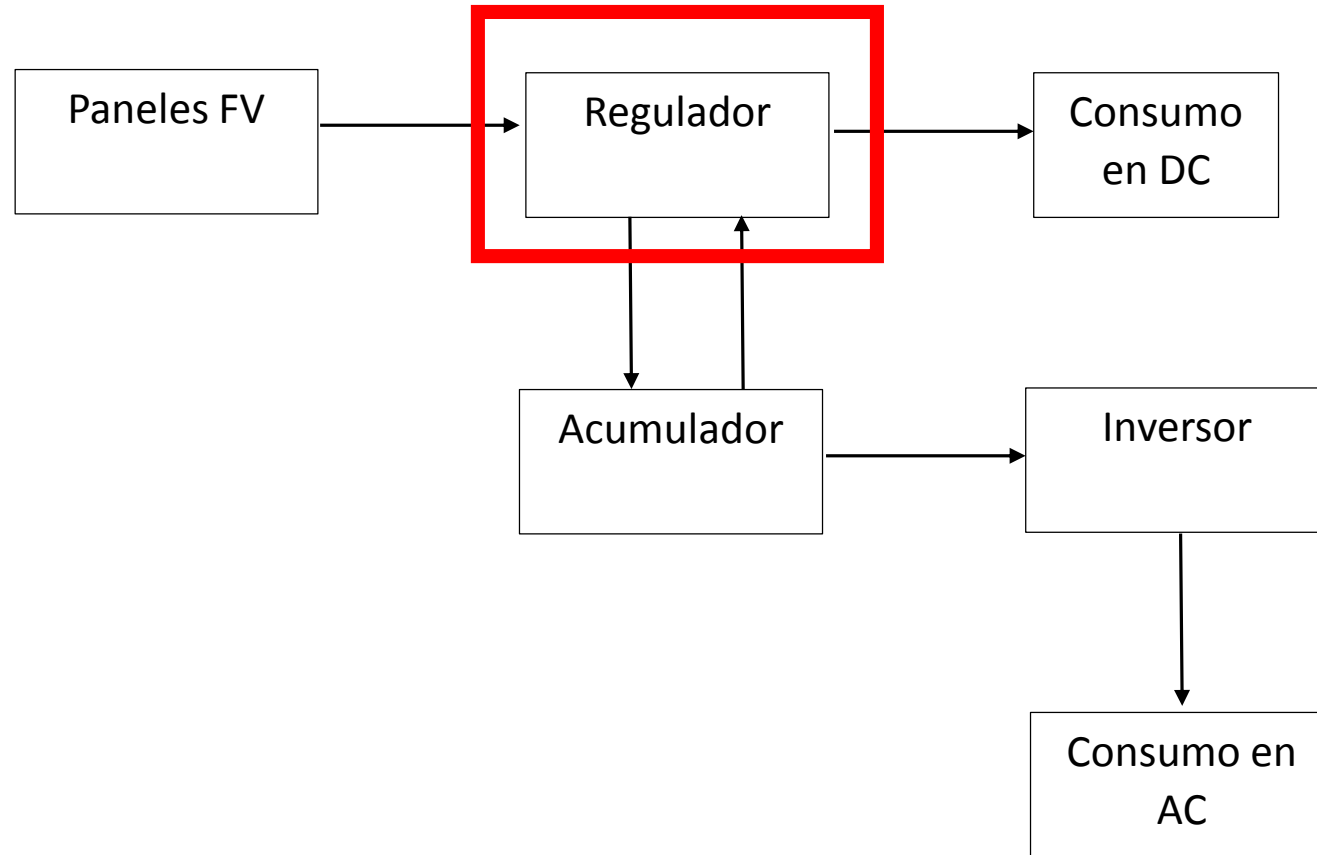 Paneles FV
Regulador
Consumo
en DC
Acumulador
Inversor
Consumo en
AC